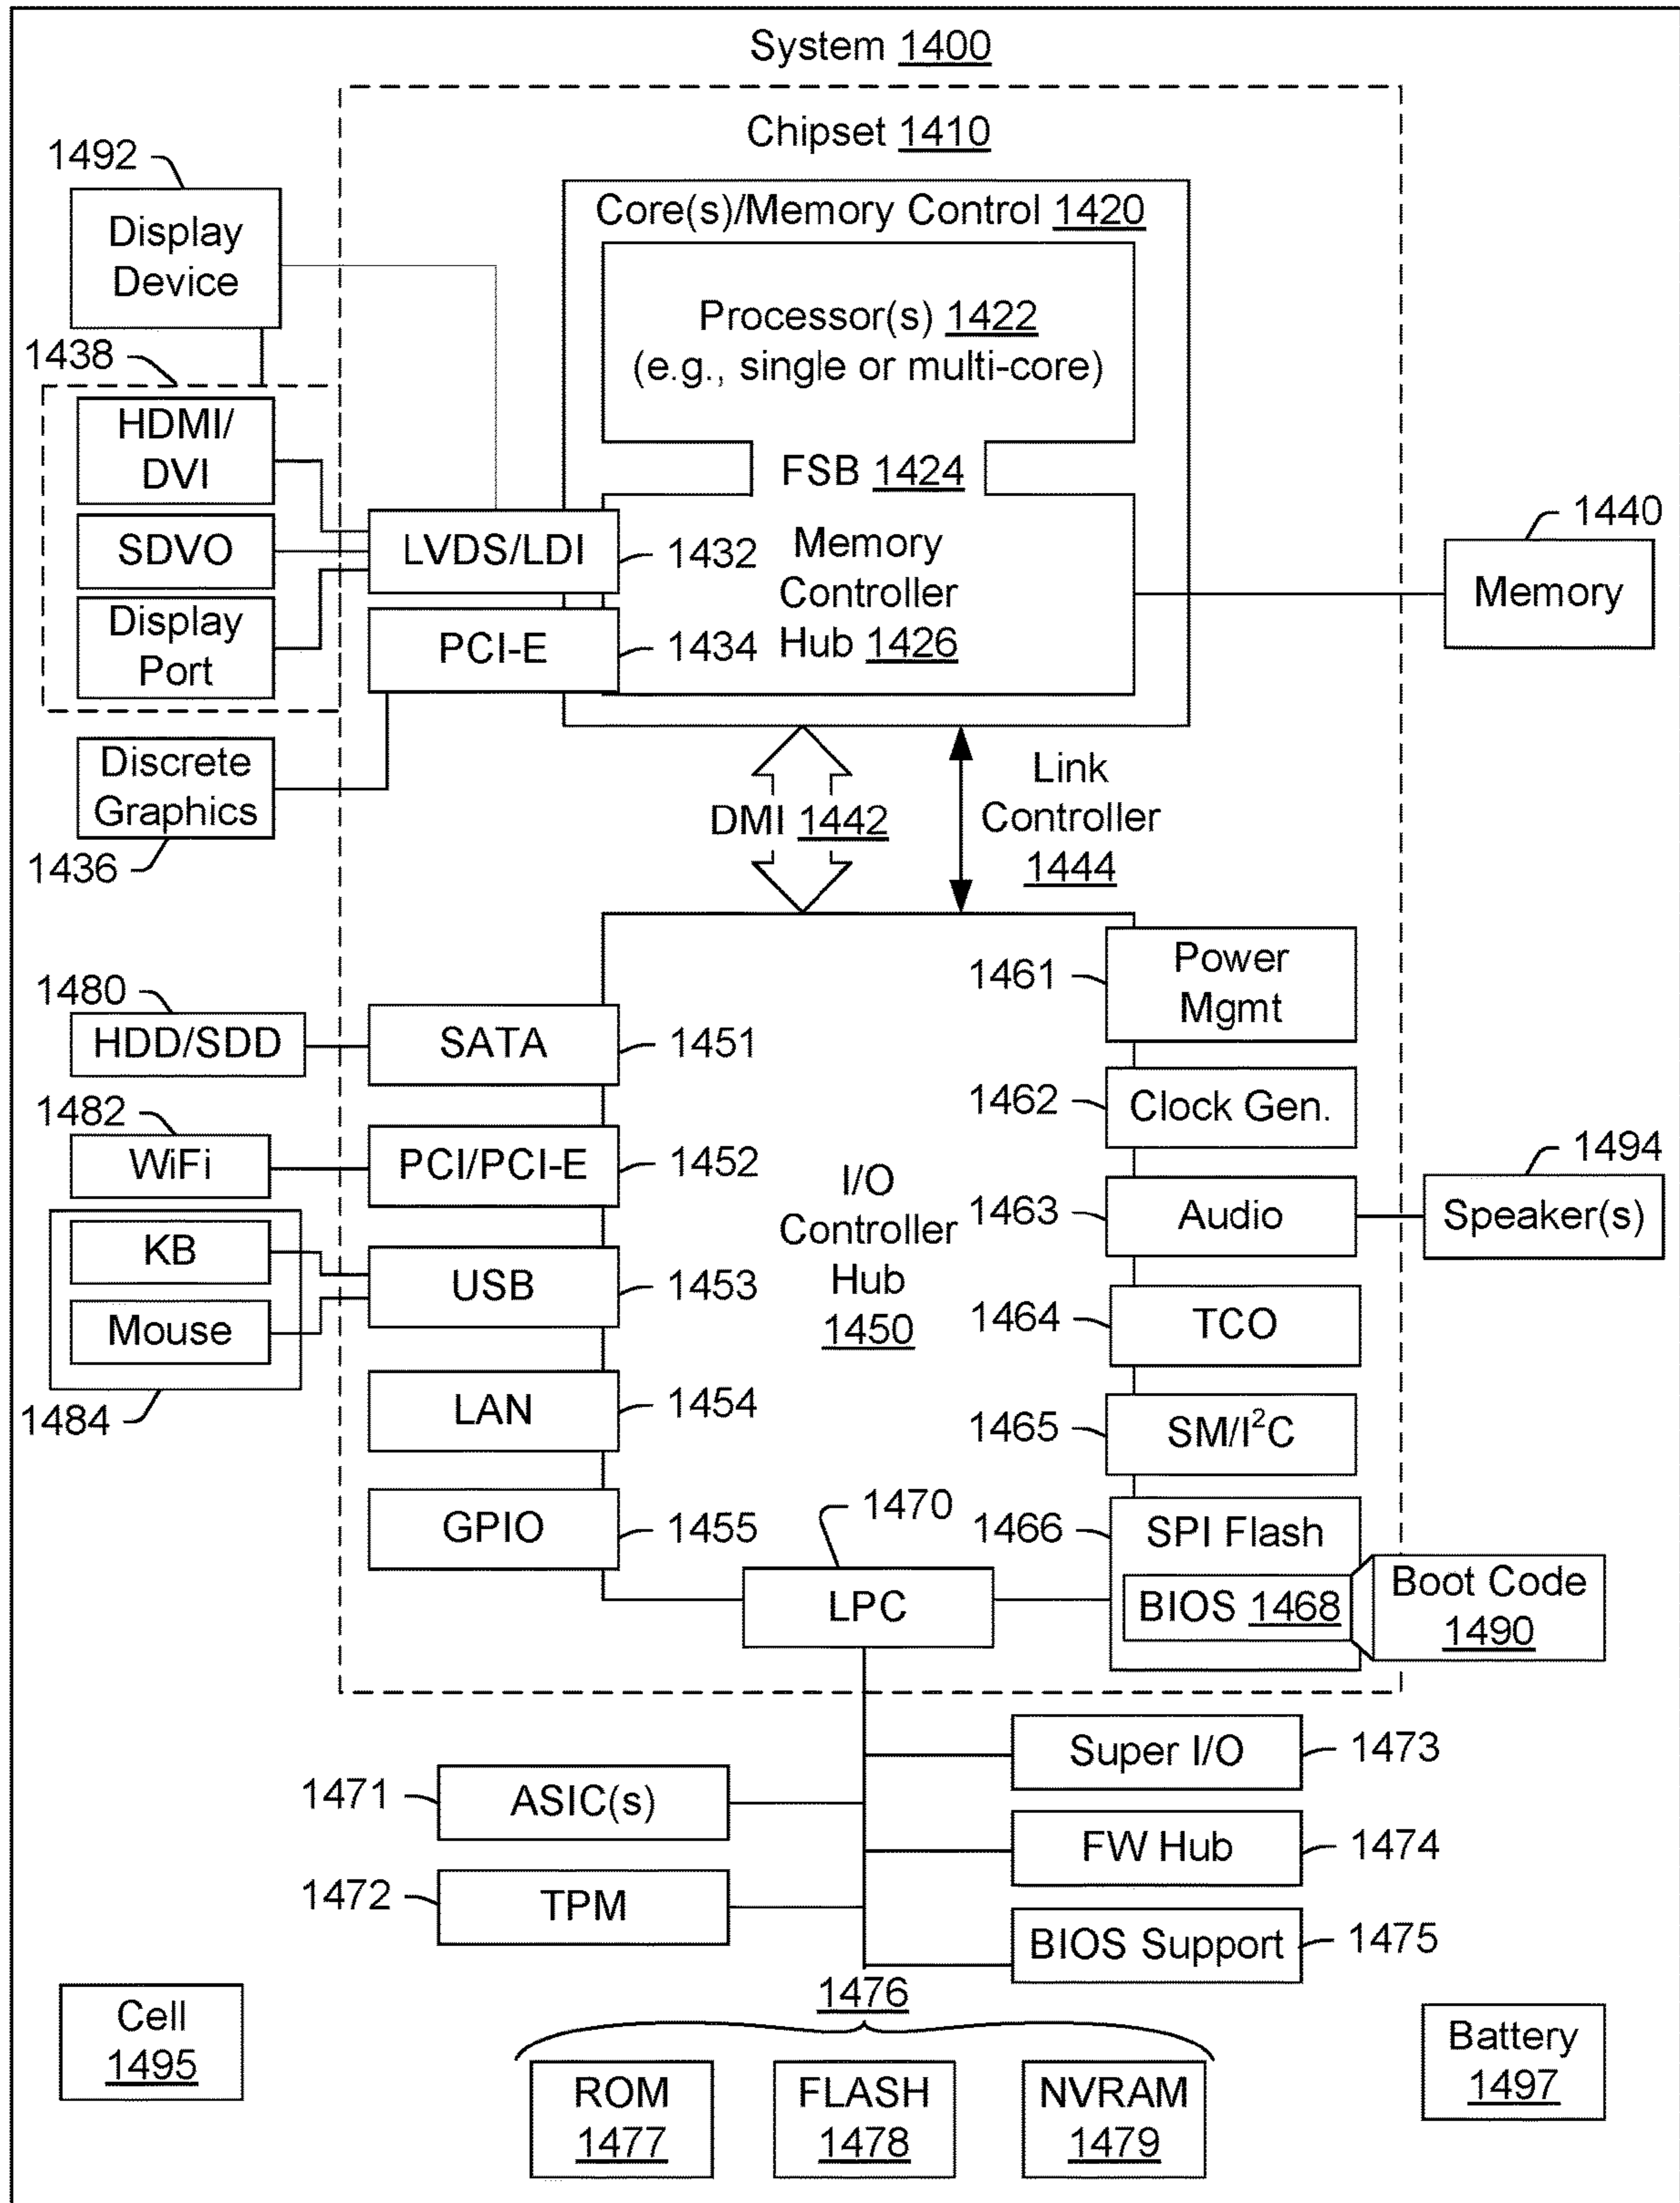 System 1400
Chipset 1410
1492
Display
Device
Core(s)/Memory Control 1420
Processor(s) 1422
(e.g., single or multi-core)
FSB 1424
Memory
Controller
Hub 1426
1438
HDMI/
DVI
SDVO
Display
Port
LVDS/LDI
1432
PCI-E
1434
1440
Memory
Discrete
Graphics
1436
DMI 1442
Link
Controller
1444
1480
HDD/SDD
SATA
1451
1482
WiFi
PCI/PCI-E
1452
KB
Mouse
1484
USB
1453
LAN
1454
GPIO
1455
I/O
Controller
Hub
1450
1461
Power
Mgmt
1462
Clock Gen.
1463
Audio
1494
Speaker(s)
1464
TCO
1465
SM/I²C
1466
SPI Flash
BIOS 1468
Boot Code
1490
1470
LPC
1471
ASIC(s)
1472
TPM
Super I/O
1473
FW Hub
1474
BIOS Support
1475
Cell
1495
1476
ROM
1477
FLASH
1478
NVRAM
1479
Battery
1497